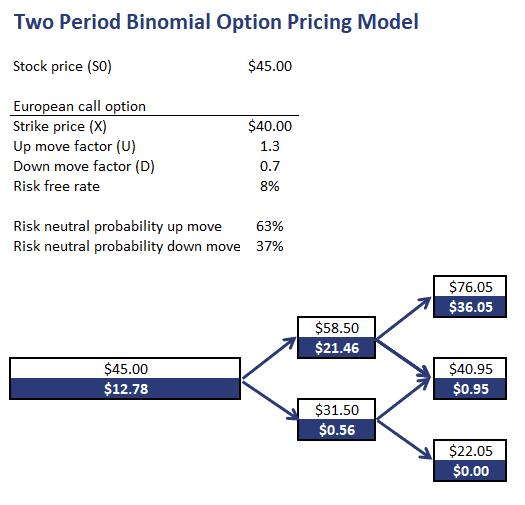 Two Period Binomial Option Pricing Model
Stock price (S0) $45.00
European call option
Strike price (X) $40.00
Up move factor (U) 1.3
Down move factor (D) 0.7
Risk free rate 8%
Risk neutral probability up move 63%
Risk neutral probability down move 37%
$76.05
$36.05
$58.50
$21.46
$45.00
$12.78
$40.95
$0.95
$31.50
$0.56
$22.05
$0.00